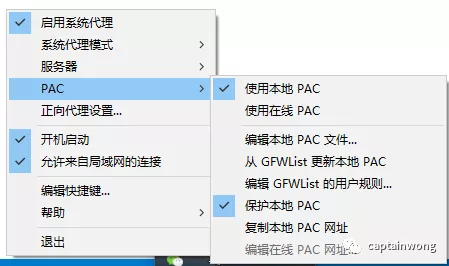 启用系统代理
系统代理模式
服务器
PAC
正向代理设置...
开机启动
允许来自局域网的连接
编辑快捷键...
帮助
退出
使用本地 PAC
使用在线 PAC
编辑本地 PAC 文件...
从 GFWList 更新本地 PAC
编辑 GFWList 的用户规则...
保护本地 PAC
复制本地 PAC 网址
编辑在线 PAC 网址...
captainwong